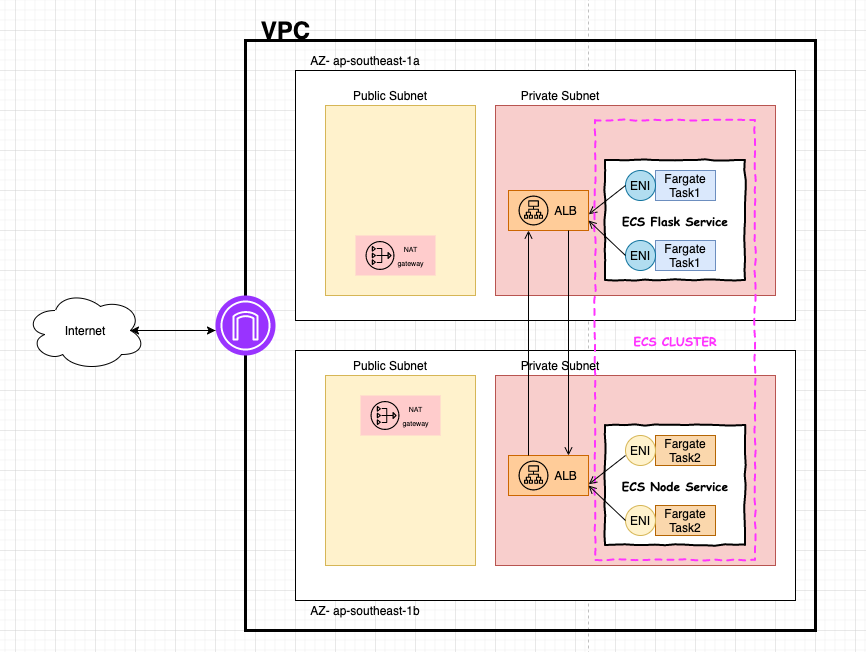 VPC
AZ- ap-southeast-1a
Public Subnet
Private Subnet
ENI
Fargate
Task1
ALB
ECS Flask Service
NAT
gateway
ENI
Fargate
Task1
Internet
ECS CLUSTER
Public Subnet
Private Subnet
NAT
gateway
ENI
Fargate
Task2
ALB
ECS Node Service
ENI
Fargate
Task2
AZ- ap-southeast-1b